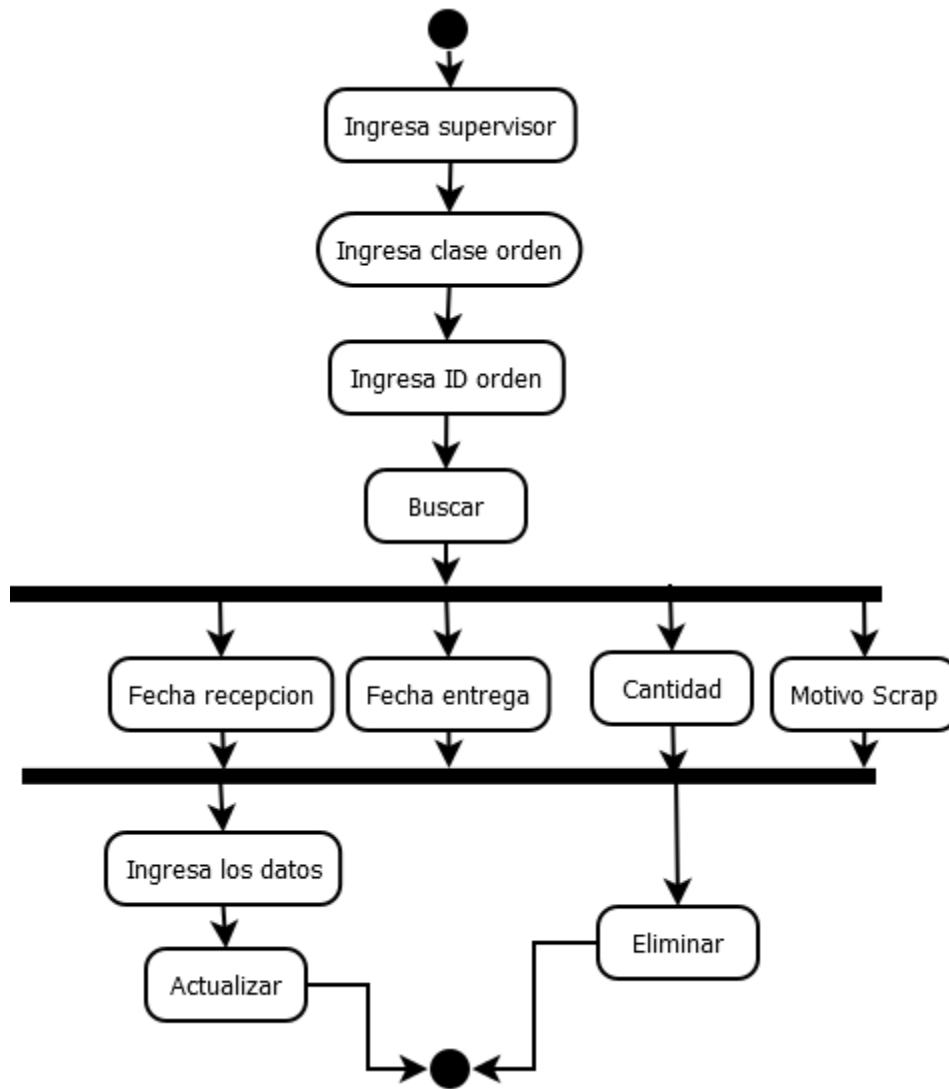 Ingresa supervisor
Ingresa clase orden
Ingresa ID orden
Buscar
Fecha recepcion
Fecha entrega
Cantidad
Motivo Scrap
Ingresa los datos
Eliminar
Actualizar